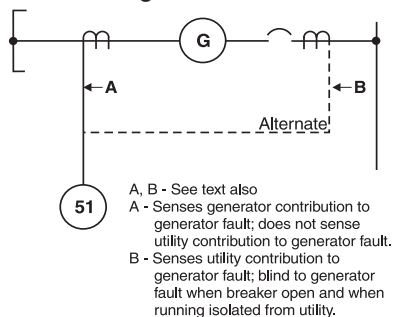 G
A
B
Alternate
51
A, B - See text also
A - Senses generator contribution to
generator fault; does not sense
utility contribution to generator fault.
B - Senses utility contribution to
generator fault; blind to generator
fault when breaker open and when
running isolated from utility.